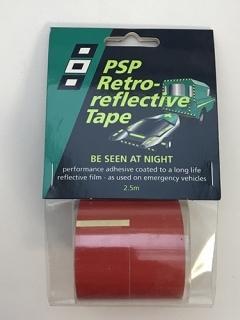 PSP
Retro-
reflective
Tape
BE SEEN AT NIGHT
performance adhesive coated to a long life
reflective film - as used on emergency vehicles
2.5m